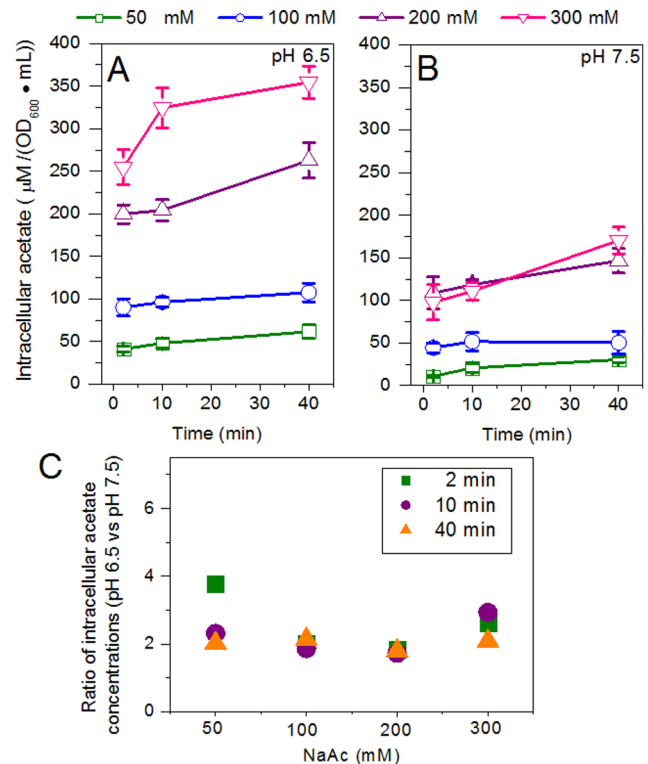 50 mM 100 mM 200 mM 300 mM
A
pH 6.5
400
350
300
250
200
150
100
50
0
Intracellular acetate ( μM /(OD600 • mL))
0 10 20 30 40
Time (min)
B
pH 7.5
400
350
300
250
200
150
100
50
0
0 10 20 30 40
Time (min)
C
Ratio of intracellular acetate
concentrations (pH 6.5 vs pH 7.5)
6
4
2
0
2 min
10 min
40 min
50 100 200 300
NaAc (mM)